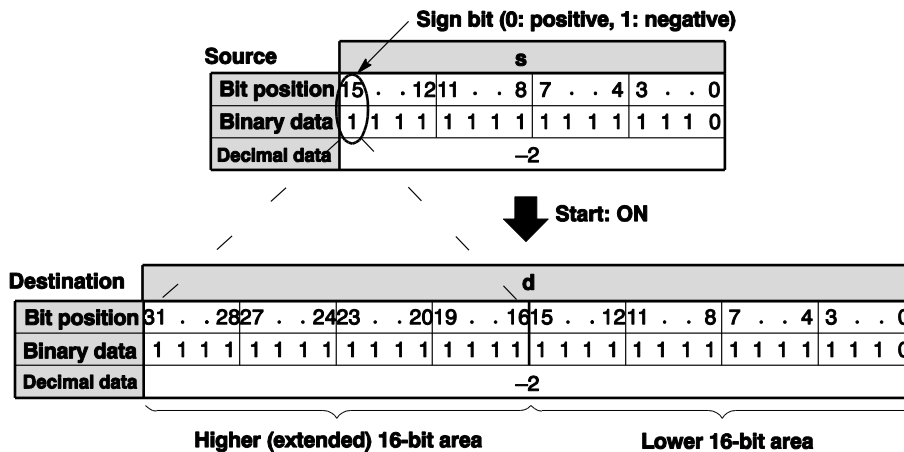 Sign bit (0: positive, 1: negative)
Source s
Bit position 15 . . 12 11 . . 8 7 . . 4 3 . . 0
Binary data 1 1 1 1 1 1 1 1 1 1 1 1 1 1 1 0
Decimal data –2
Start: ON
Destination d
Bit position 31 . . 28 27 . . 24 23 . . 20 19 . . 16 15 . . 12 11 . . 8 7 . . 4 3 . . 0
Binary data 1 1 1 1 1 1 1 1 1 1 1 1 1 1 1 1 1 1 1 1 1 1 1 1 1 1 1 1 1 1 1 0
Decimal data –2
Higher (extended) 16-bit area Lower 16-bit area